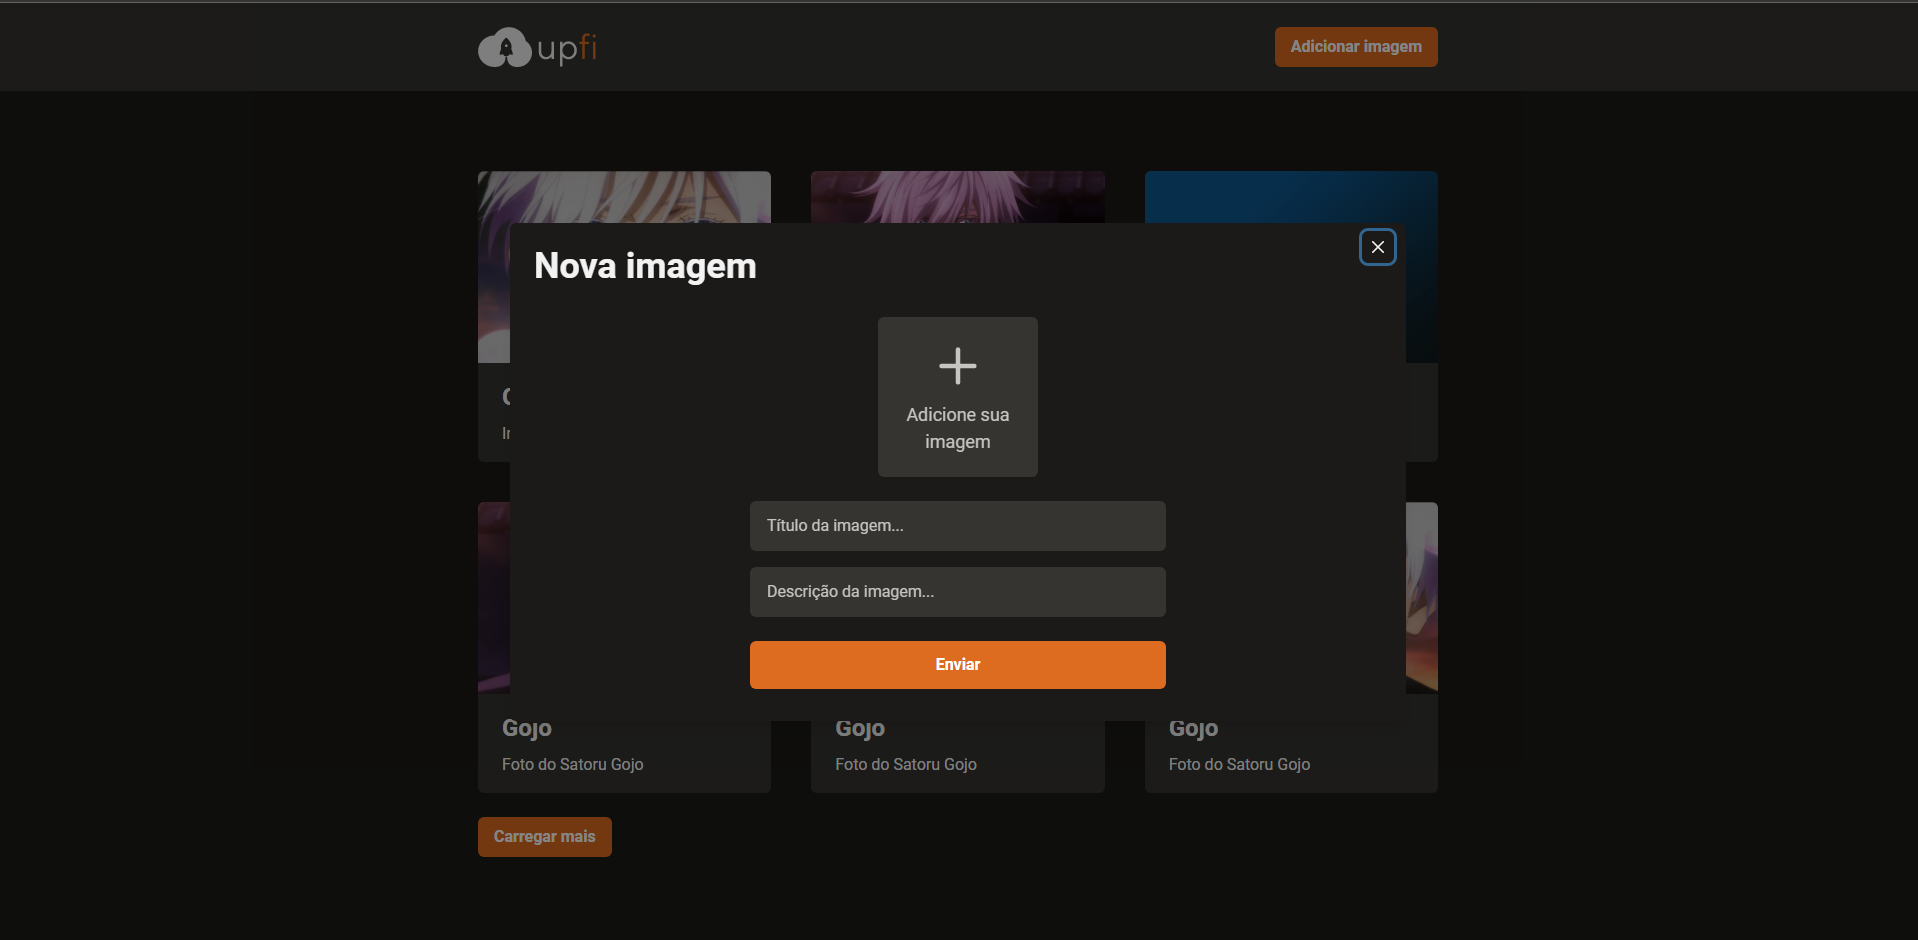 upfi
Adicionar imagem
Nova imagem
Adicione sua
imagem
Título da imagem...
Descrição da imagem...
Enviar
Gojo
Foto do Satoru Gojo
Gojo
Foto do Satoru Gojo
Gojo
Foto do Satoru Gojo
Carregar mais